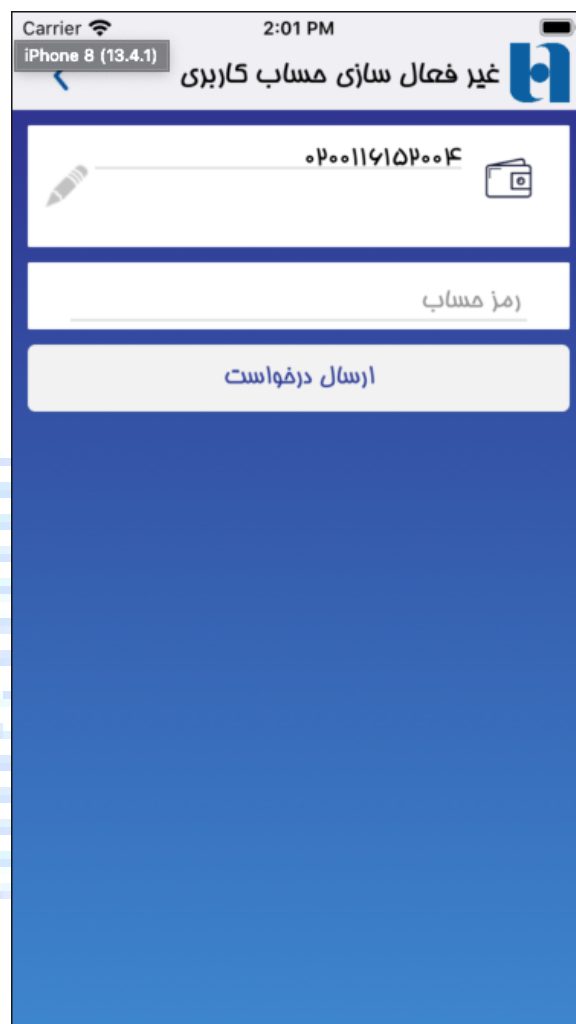 Carrier 2:01 PM
iPhone 8 (13.4.1)
غیر فعال سازی حساب کاربری
۰۲۰۰۱۱۶۱۵۲۰۰۴
رمز حساب
ارسال درخواست